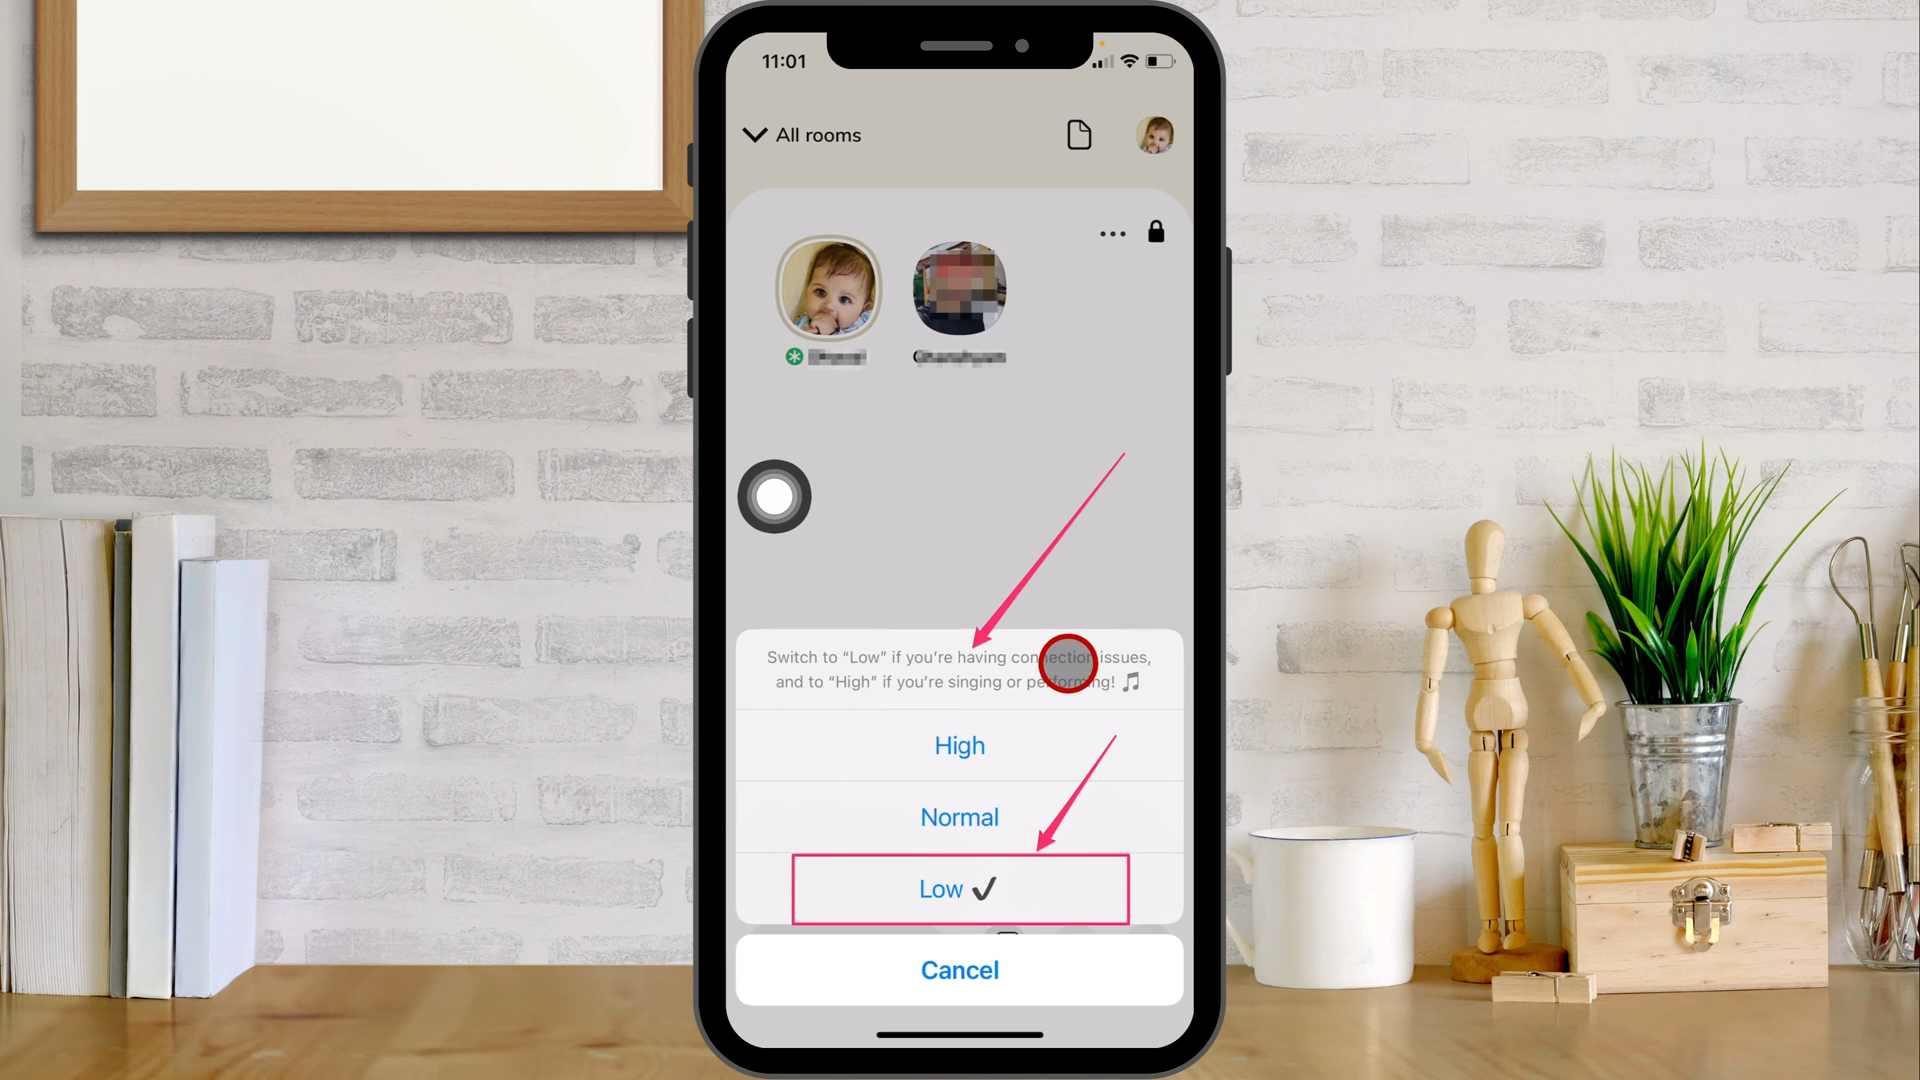 11:01
All rooms
Switch to “Low” if you’re having connection issues,
and to “High” if you’re singing or performing! 🎵
High
Normal
Low ✔
Cancel